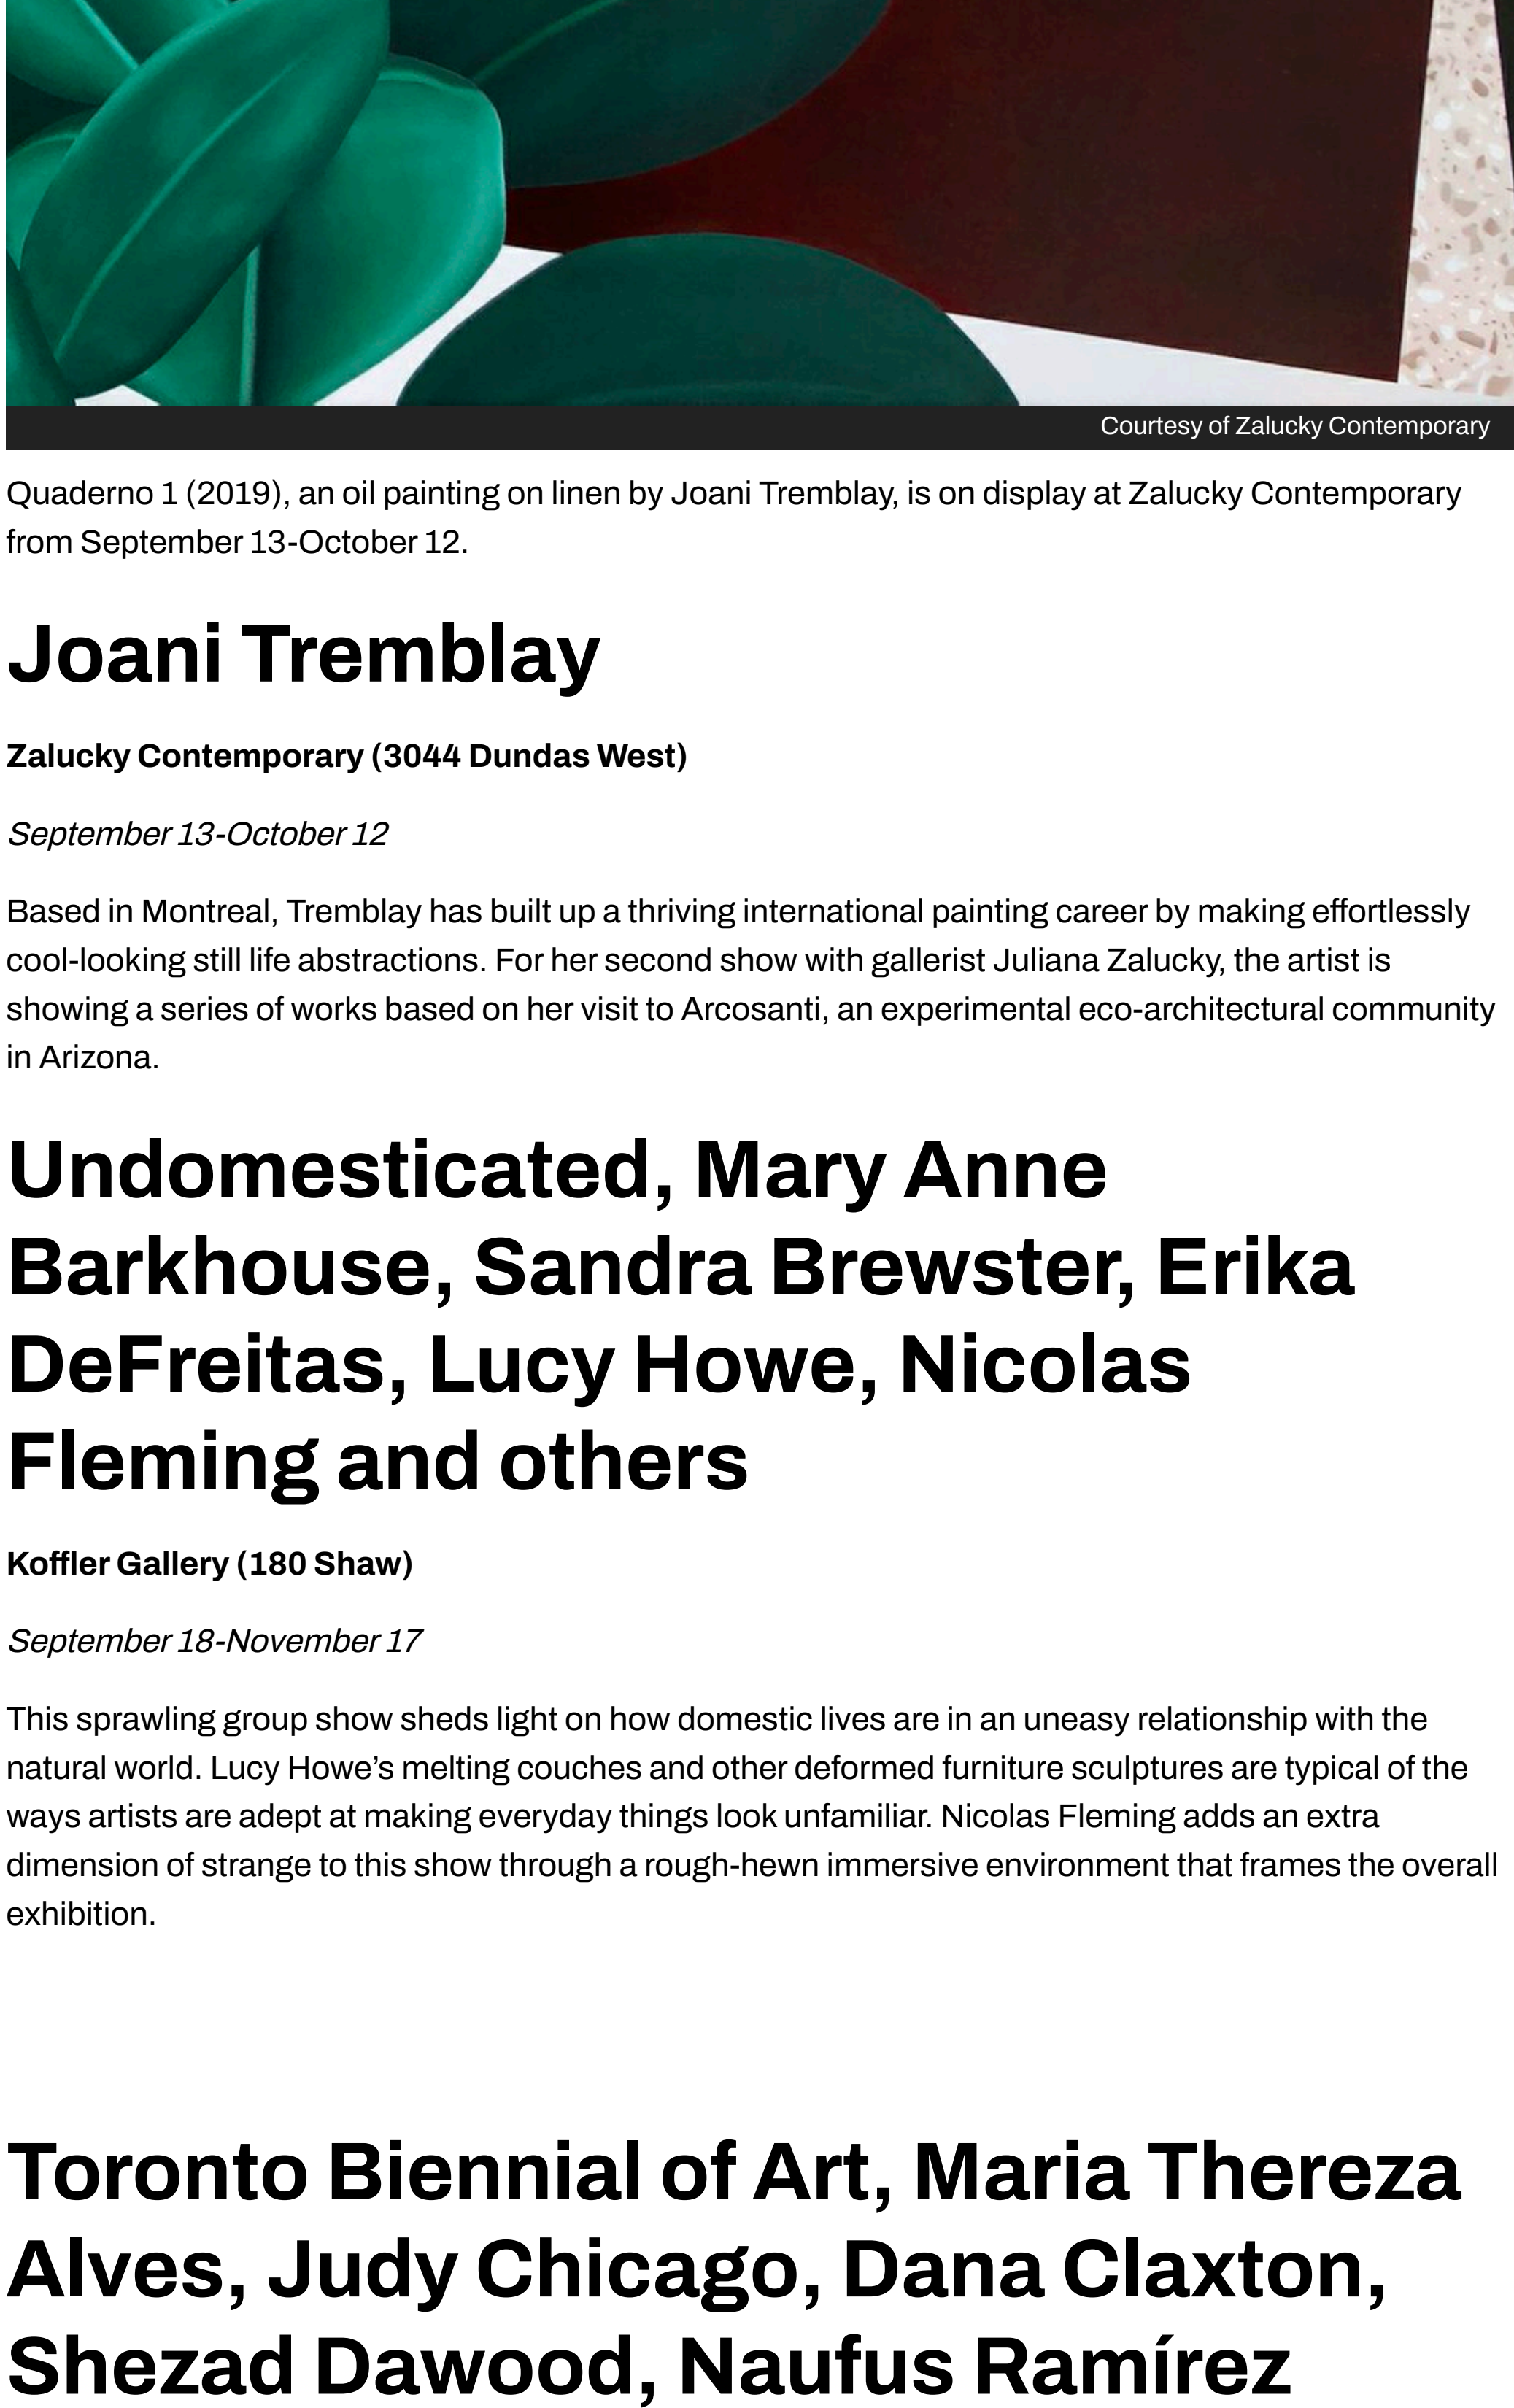 Courtesy of Zalucky Contemporary
Quaderno 1 (2019), an oil painting on linen by Joani Tremblay, is on display at Zalucky Contemporary
from September 13-October 12.
Joani Tremblay
Zalucky Contemporary (3044 Dundas West)
September 13-October 12
Based in Montreal, Tremblay has built up a thriving international painting career by making effortlessly
cool-looking still life abstractions. For her second show with gallerist Juliana Zalucky, the artist is
showing a series of works based on her visit to Arcosanti, an experimental eco-architectural community
in Arizona.
Undomesticated, Mary Anne
Barkhouse, Sandra Brewster, Erika
DeFreitas, Lucy Howe, Nicolas
Fleming and others
Koffler Gallery (180 Shaw)
September 18-November 17
This sprawling group show sheds light on how domestic lives are in an uneasy relationship with the
natural world. Lucy Howe’s melting couches and other deformed furniture sculptures are typical of the
ways artists are adept at making everyday things look unfamiliar. Nicolas Fleming adds an extra
dimension of strange to this show through a rough-hewn immersive environment that frames the overall
exhibition.
Toronto Biennial of Art, Maria Thereza
Alves, Judy Chicago, Dana Claxton,
Shezad Dawood, Naufus Ramírez